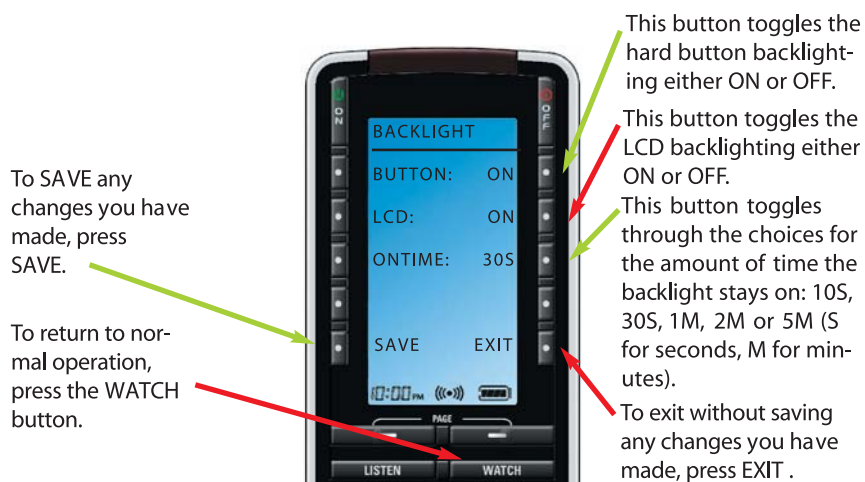 To SAVE any
changes you have
made, press
SAVE.
To return to nor-
mal operation,
press the WATCH
button.
ON
OFF
BACKLIGHT
BUTTON: ON
LCD: ON
ONTIME: 30S
SAVE EXIT
10:00 PM
PAGE
LISTEN WATCH
This button toggles the
hard button backlight-
ing either ON or OFF.
This button toggles the
LCD backlighting either
ON or OFF.
This button toggles
through the choices for
the amount of time the
backlight stays on: 10S,
30S, 1M, 2M or 5M (S
for seconds, M for min-
utes).
To exit without saving
any changes you have
made, press EXIT .